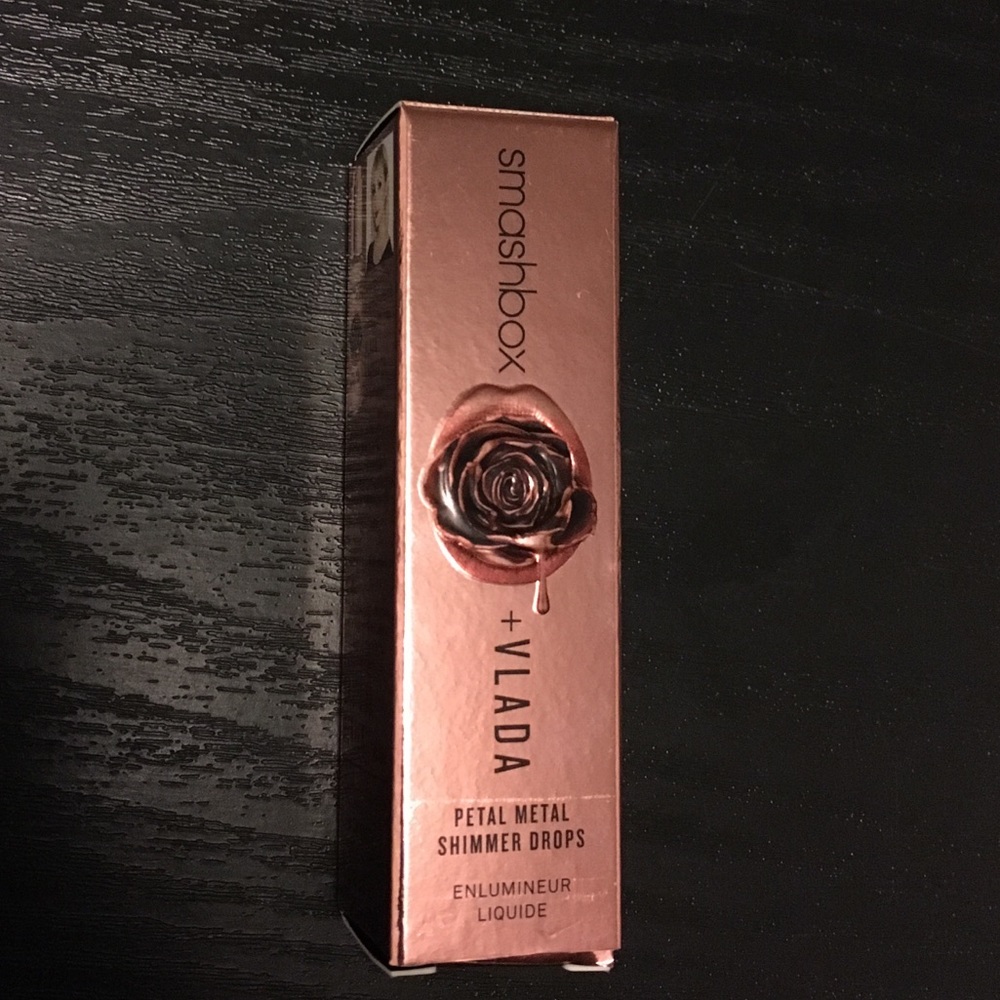 smashbox
+VLADA
PETAL METAL
SHIMMER DROPS
ENLUMINEUR
LIQUIDE